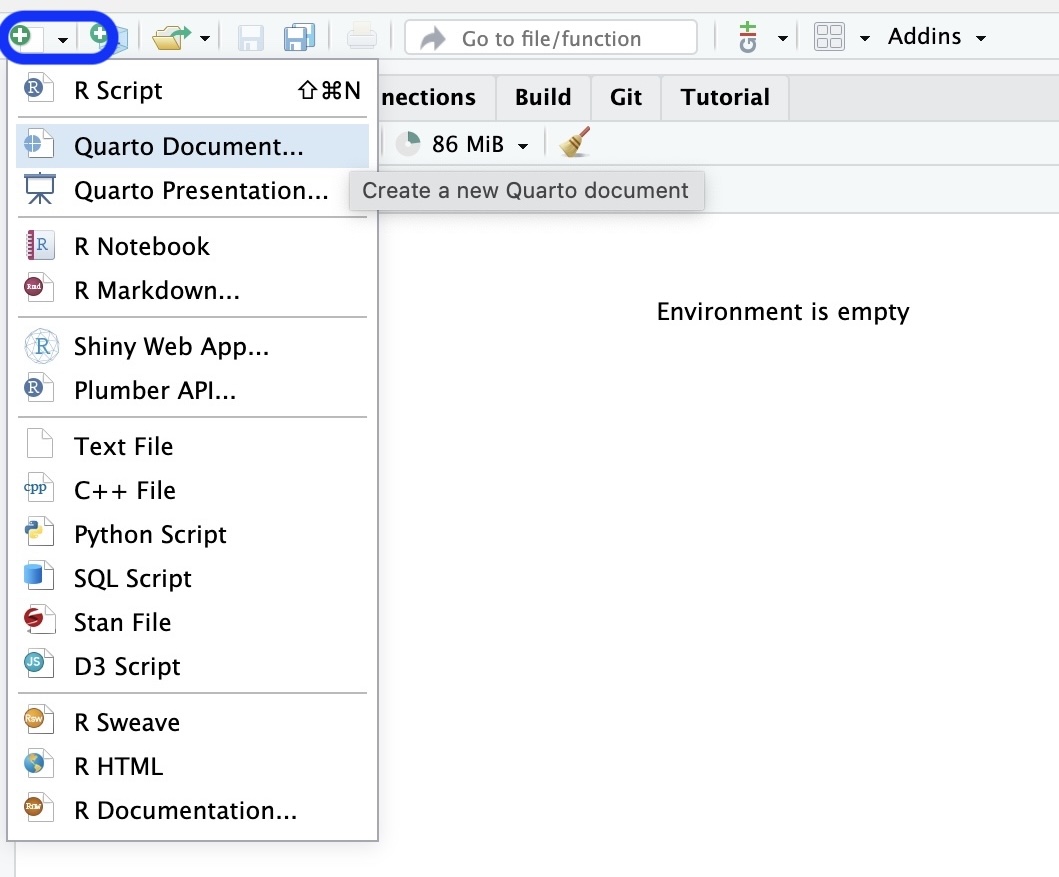 Go to file/function
Addins
R Script ⇧⌘N
nections Build Git Tutorial
Quarto Document...
86 MiB
Quarto Presentation...
Create a new Quarto document
R Notebook
R Markdown...
Environment is empty
Shiny Web App...
Plumber API...
Text File
C++ File
Python Script
SQL Script
Stan File
D3 Script
R Sweave
R HTML
R Documentation...